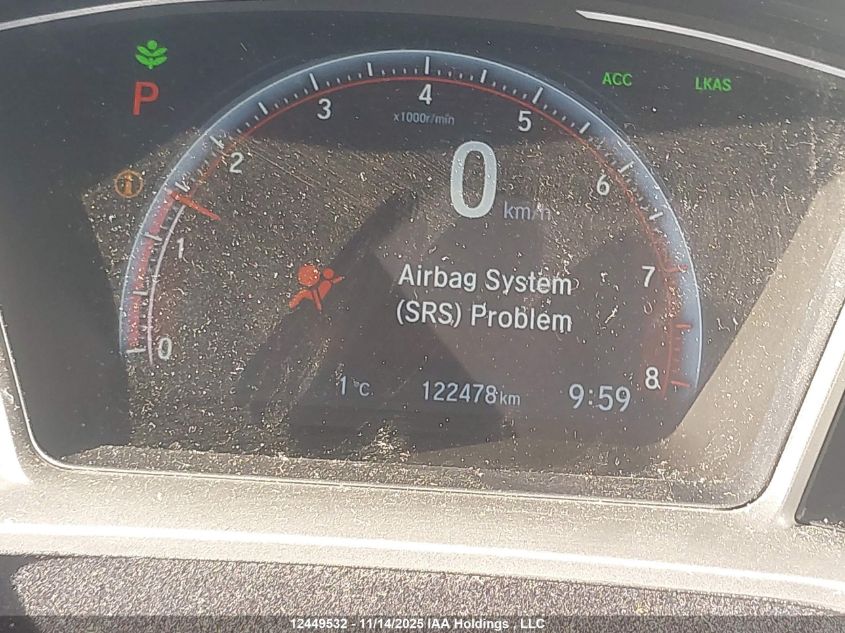 P
ACC
LKAS
0
1
2
3
4
5
6
7
8
x1000r/min
0 km/h
Airbag System
(SRS) Problem
1°C
122478 km
9:59
12449532 - 11/14/2025 IAA Holdings , LLC